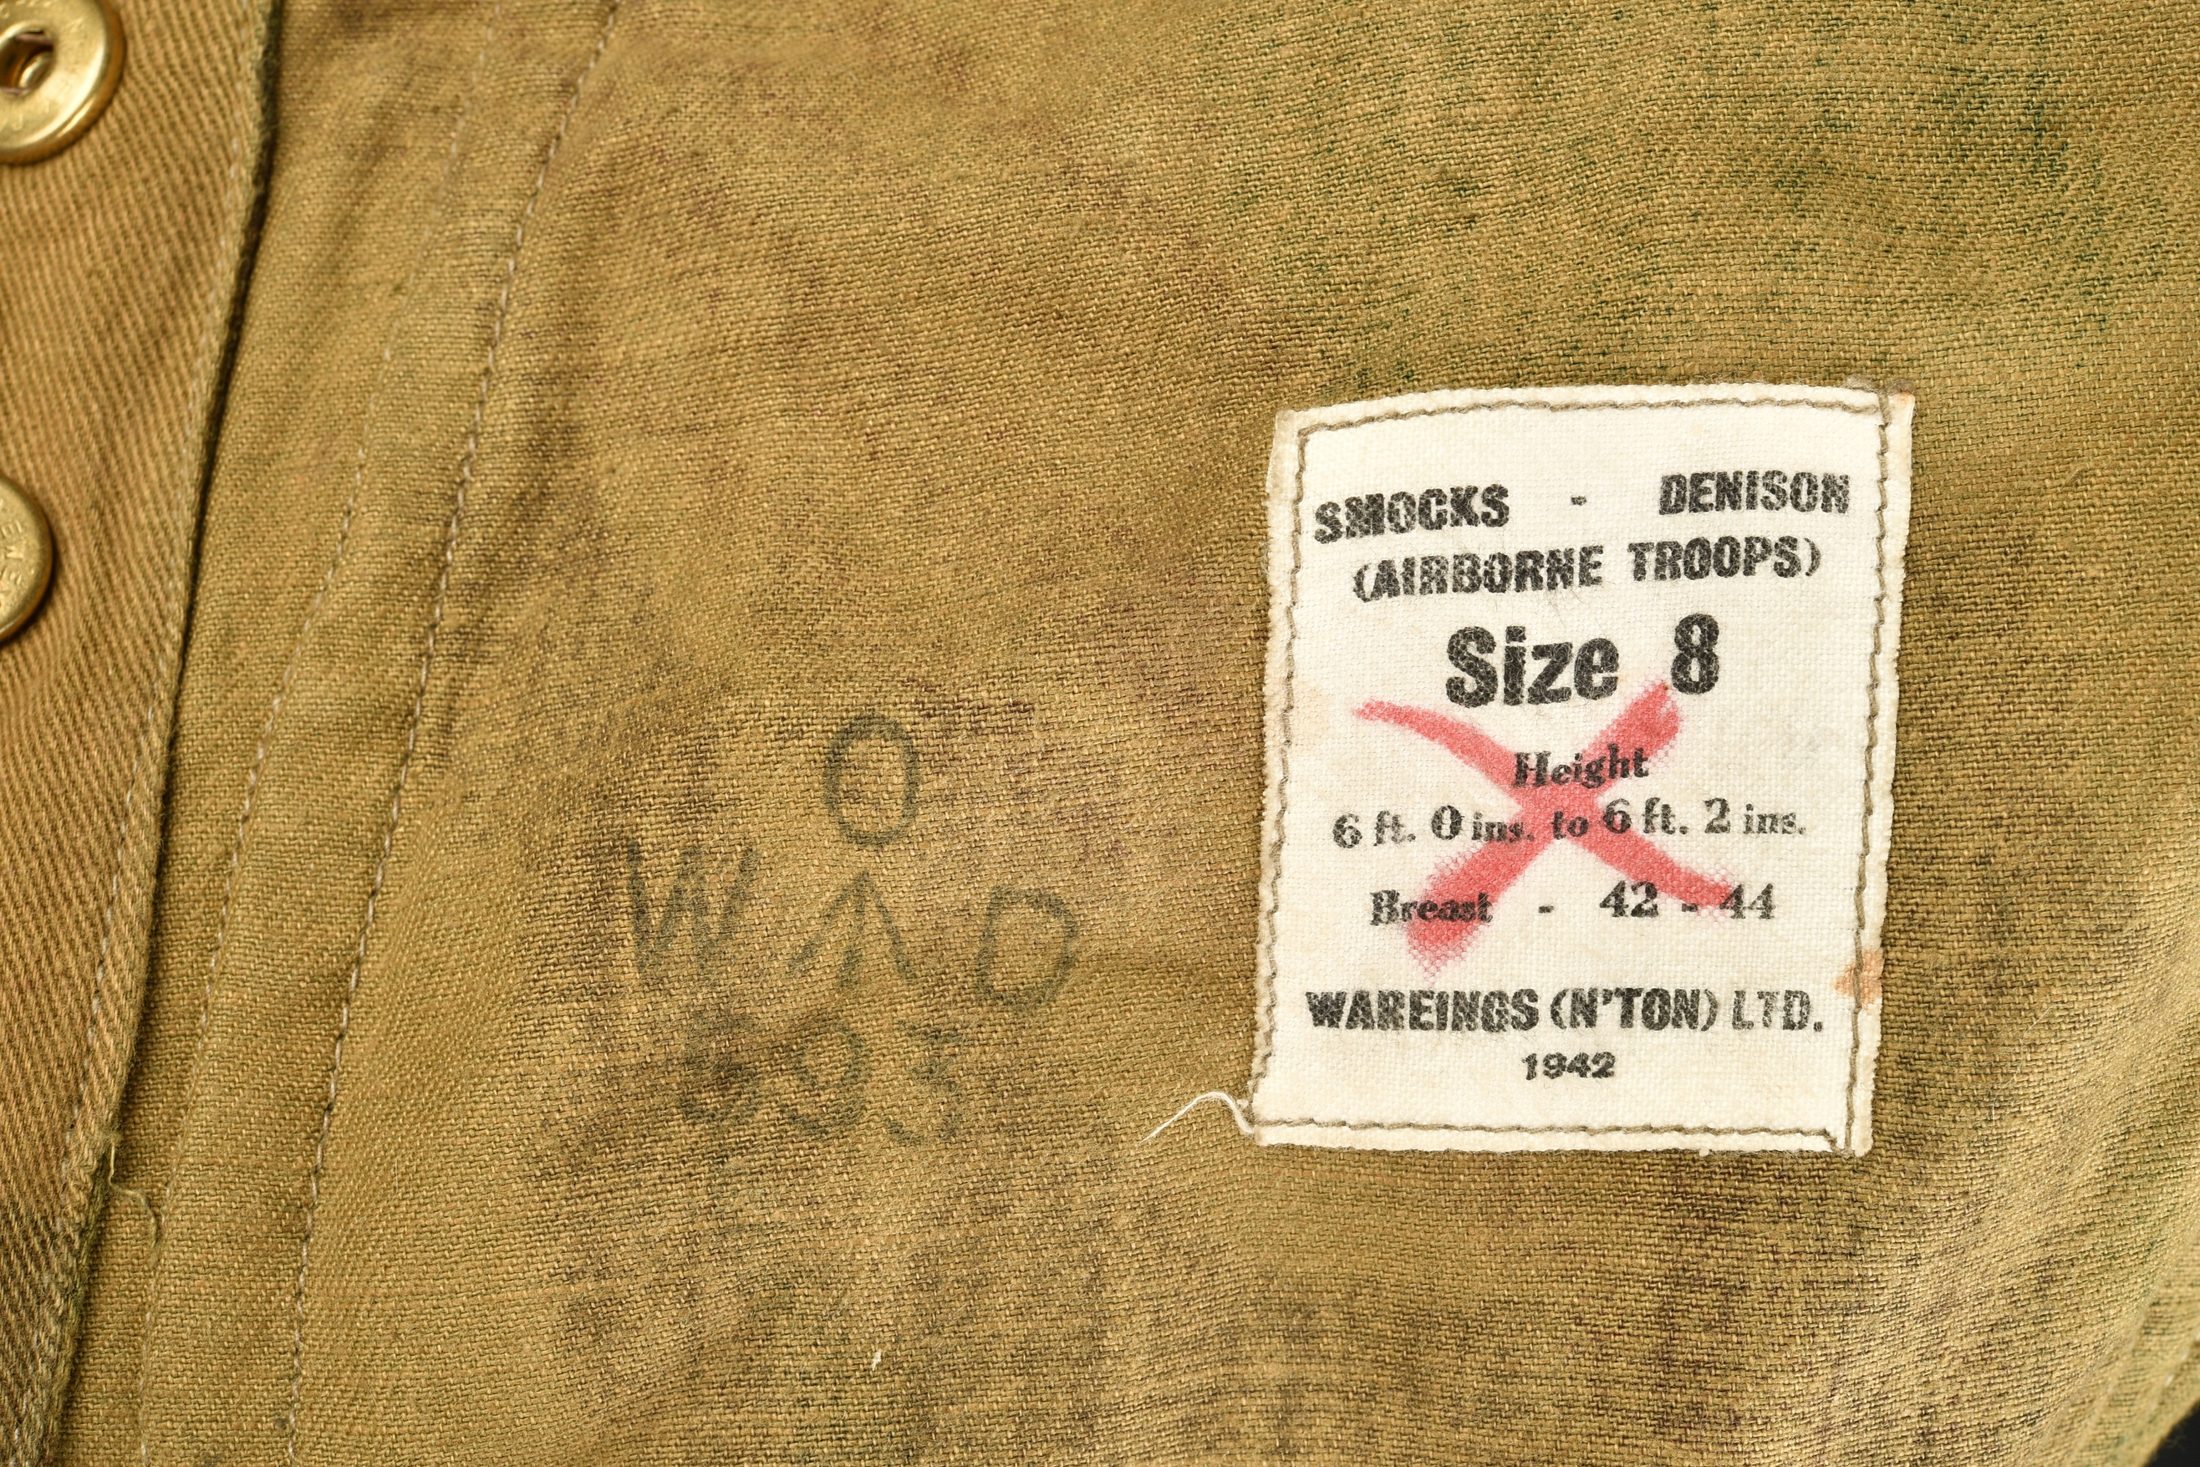 SMOCKS - DENISON
(AIRBORNE TROOPS)
Size 8
Height
6 ft. 0 ins. to 6 ft. 2 ins.
Breast - 42 - 44
WAREINGS (N'TON) LTD.
1942
O
W ↑ D